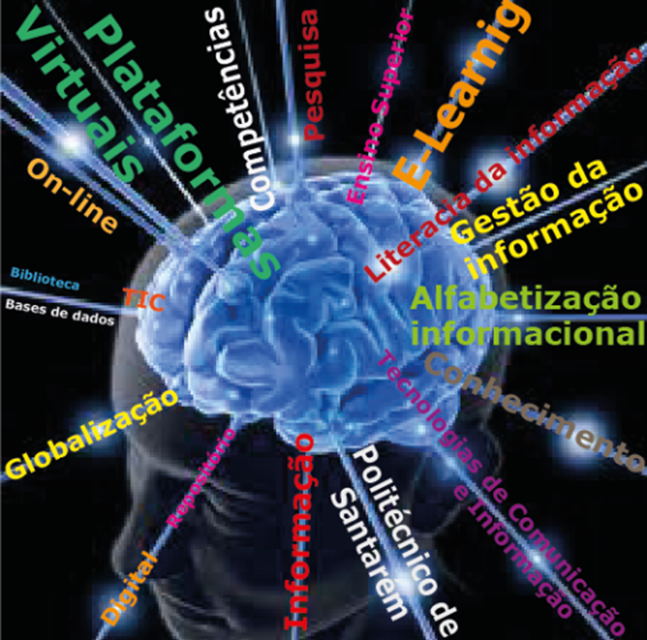 Plataformas
Virtuais
Competências
Pesquisa
Ensino Superior
E-Learnig
Literacia da informação
Gestão da
informação
On-line
Biblioteca
Bases de dados
TIC
Alfabetização
informacional
Conhecimento
Tecnologias de Comunicação
e Informação
Globalização
Repositório
Digital
Informação
Politécnico de
Santarém